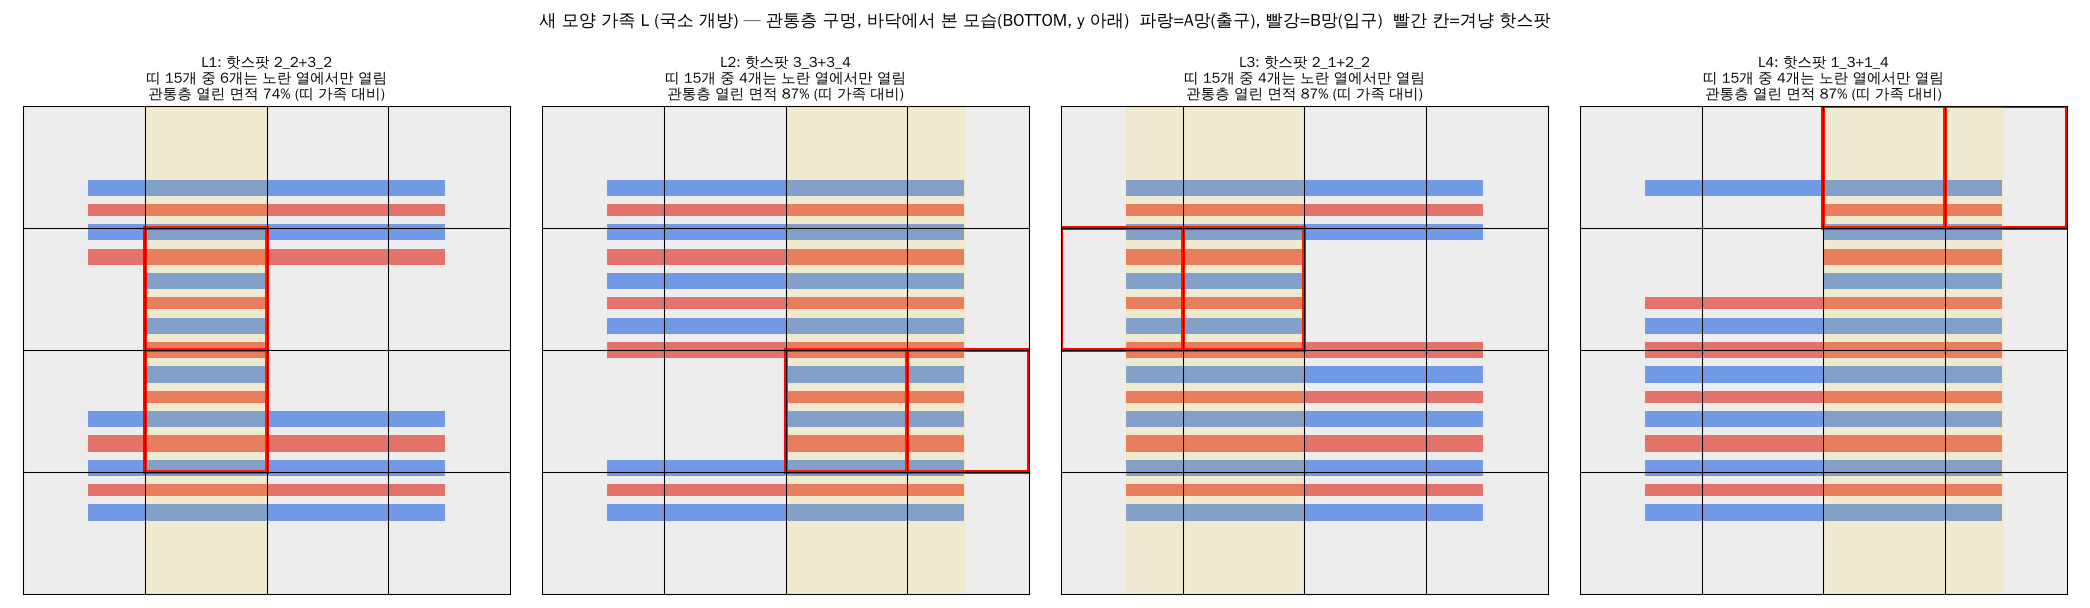 새 모양 가족 L (국소 개방) — 관통층 구멍, 바닥에서 본 모습(BOTTOM, y 아래)  파랑=A망(출구), 빨강=B망(입구)  빨간 칸=겨냥 핫스팟
L1: 핫스팟 2_2+3_2
띠 15개 중 6개는 노란 열에서만 열림
관통층 열린 면적 74% (띠 가족 대비)
L2: 핫스팟 3_3+3_4
띠 15개 중 4개는 노란 열에서만 열림
관통층 열린 면적 87% (띠 가족 대비)
L3: 핫스팟 2_1+2_2
띠 15개 중 4개는 노란 열에서만 열림
관통층 열린 면적 87% (띠 가족 대비)
L4: 핫스팟 1_3+1_4
띠 15개 중 4개는 노란 열에서만 열림
관통층 열린 면적 87% (띠 가족 대비)